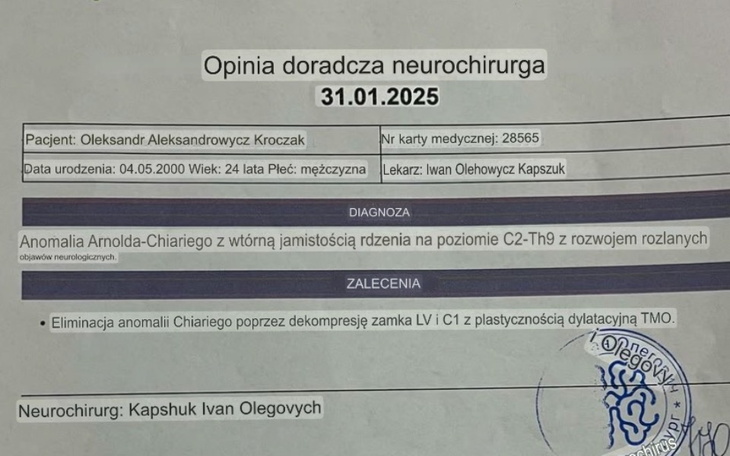 Opinia doradcza neurochirurga
31.01.2025
Pacjent: Oleksandr Aleksandrowycz Kroczak
Nr karty medycznej: 28565
Data urodzenia: 04.05.2000 Wiek: 24 lata Płeć: mężczyzna
Lekarz: Iwan Olehowycz Kapszuk
DIAGNOZA
Anomalia Arnolda-Chiariego z wtórną jamistością rdzenia na poziomie C2-Th9 z rozwojem rozlanych
objawów neurologicznych.
ZALECENIA
• Eliminacja anomalii Chiariego poprzez dekompresję zamka LV i C1 z plastycznością dylatacyjną TMO.
Neurochirurg: Kapshuk Ivan Olegovych